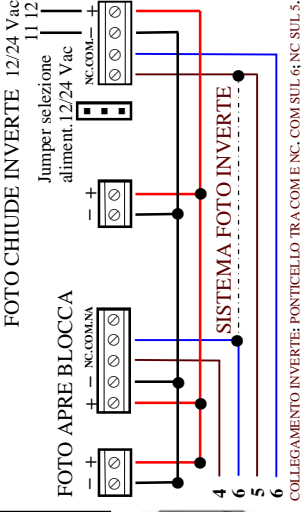 FOTO CHIUDE INVERTE 12/24 Vac
11 12
Jumper selezione
aliment.12/24 Vac
NC.COM.− +
− +
FOTO APRE BLOCCA
+ − NC.COM.NA
− +
SISTEMA FOTO INVERTE
4
6
5
6
COLLEGAMENTO INVERTE: PONTICELLO TRA COM E NC. COM SUL 6; NC SUL 5.